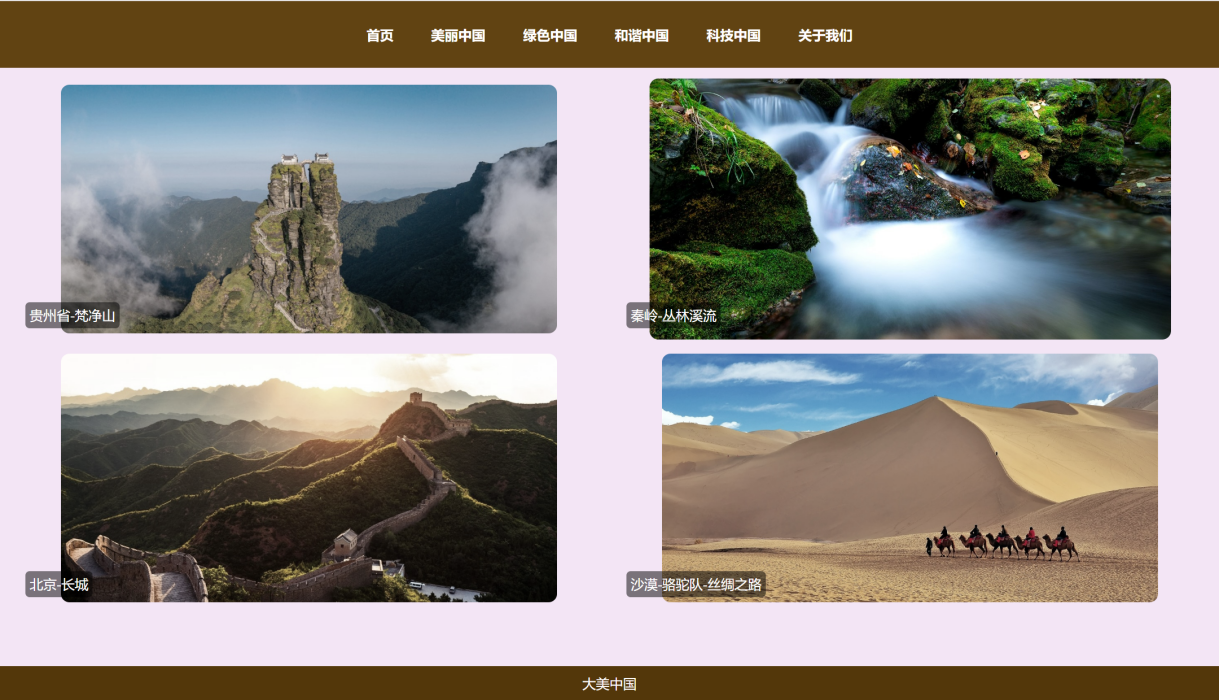 首页 美丽中国 绿色中国 和谐中国 科技中国 关于我们
贵州省-梵净山
秦岭-丛林溪流
北京-长城
沙漠-骆驼队-丝绸之路
大美中国